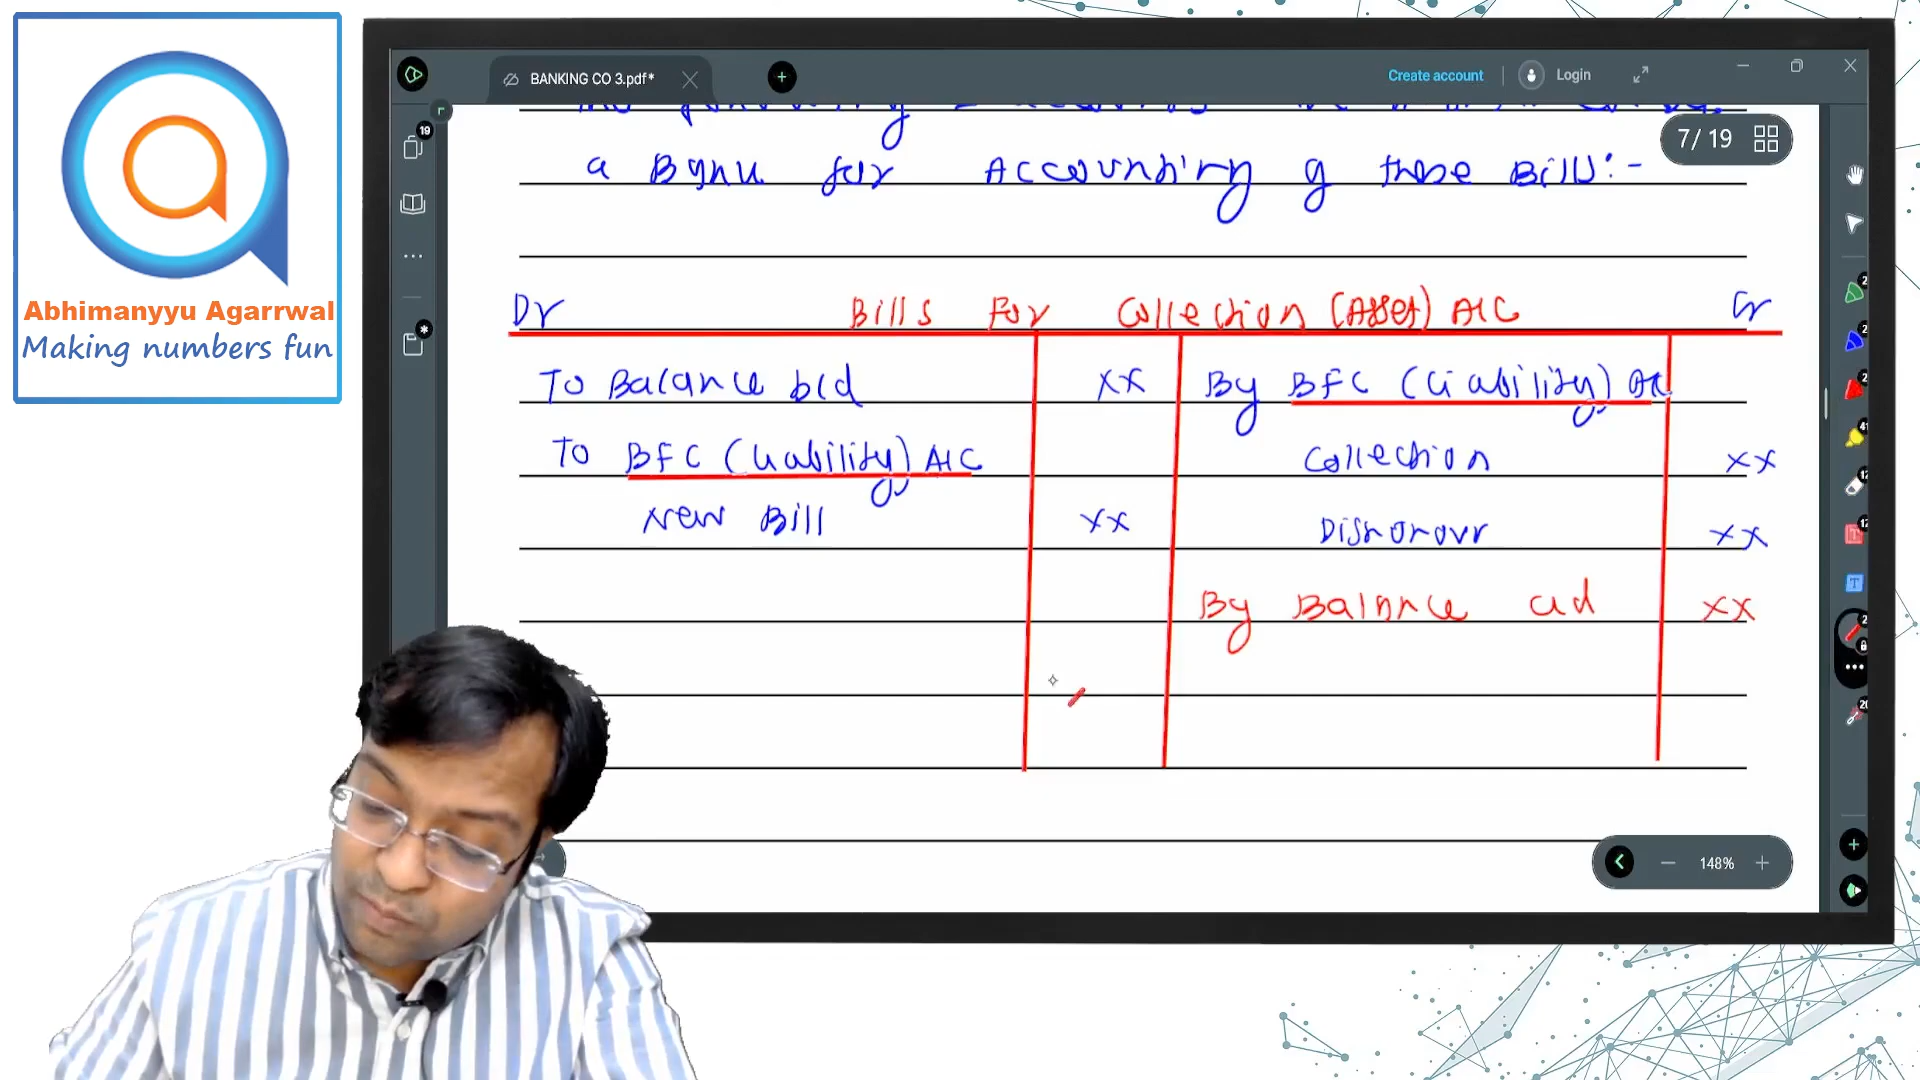 Abhimanyyu Agarrwal
Making numbers fun
BANKING CO 3.pdf*
Create account
Login
19
7/ 19
a Bank for Accounting of these Bills:-
Dr Bills For Collection (Asset) A/C Cr
To Balance b/d xx By BFC (Liability) A/C
To BFC (Liability) A/C Collection xx
New Bill xx Dishonour xx
By Balance c/d xx
148%